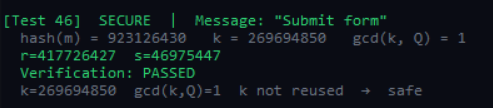 [Test 46]  SECURE  |  Message: "Submit form"
hash(m) = 923126430  k = 269694850  gcd(k, Q) = 1
r=417726427  s=46975447
Verification: PASSED
k=269694850  gcd(k,Q)=1  k not reused  →  safe